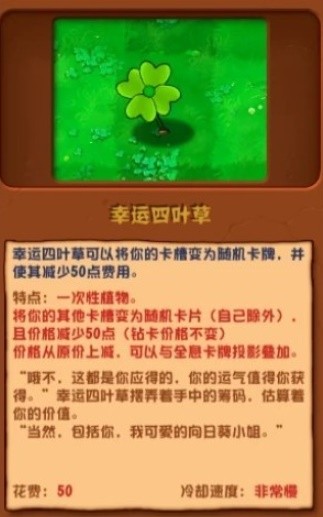 幸运四叶草
幸运四叶草可以将你的卡槽变为随机卡牌，并
使其减少50点费用。
特点：一次性植物。
将你的其他卡槽变为随机卡片（自己除外），
且价格减少50点（钻卡价格不变）
价格从原价上减，可以与全息卡牌投影叠加。
“哦不，这都是你应得的，你的运气值得你获
得。”幸运四叶草摆弄着手中的筹码，估算着
你的价值。
“当然，包括你，我可爱的向日葵小姐。”
花费：50 冷却速度：非常慢